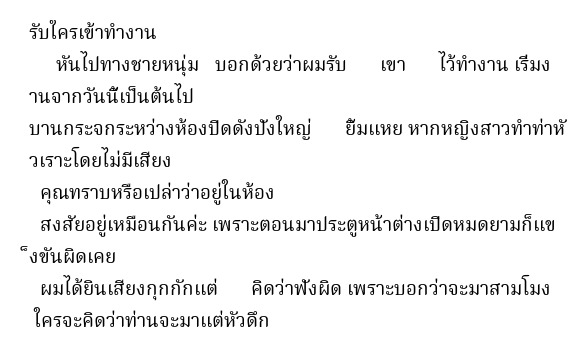 รับใครเข้าทำงาน
หันไปทางชายหนุ่ม บอกด้วยว่าผมรับ เขา ไว้ทำงาน เริ่มง
านจากวันนี้เป็นต้นไป
บานกระจกระหว่างห้องปิดดังปังใหญ่ ยิ้มแหย หากหญิงสาวทำท่าหั
วเราะโดยไม่มีเสียง
คุณทราบหรือเปล่าว่าอยู่ในห้อง
สงสัยอยู่เหมือนกันค่ะ เพราะตอนมาประตูหน้าต่างเปิดหมดยามก็แข
็งขันผิดเคย
ผมได้ยินเสียงกุกกักแต่ คิดว่าฟังผิด เพราะบอกว่าจะมาสามโมง
ใครจะคิดว่าท่านจะมาแต่หัวดึก